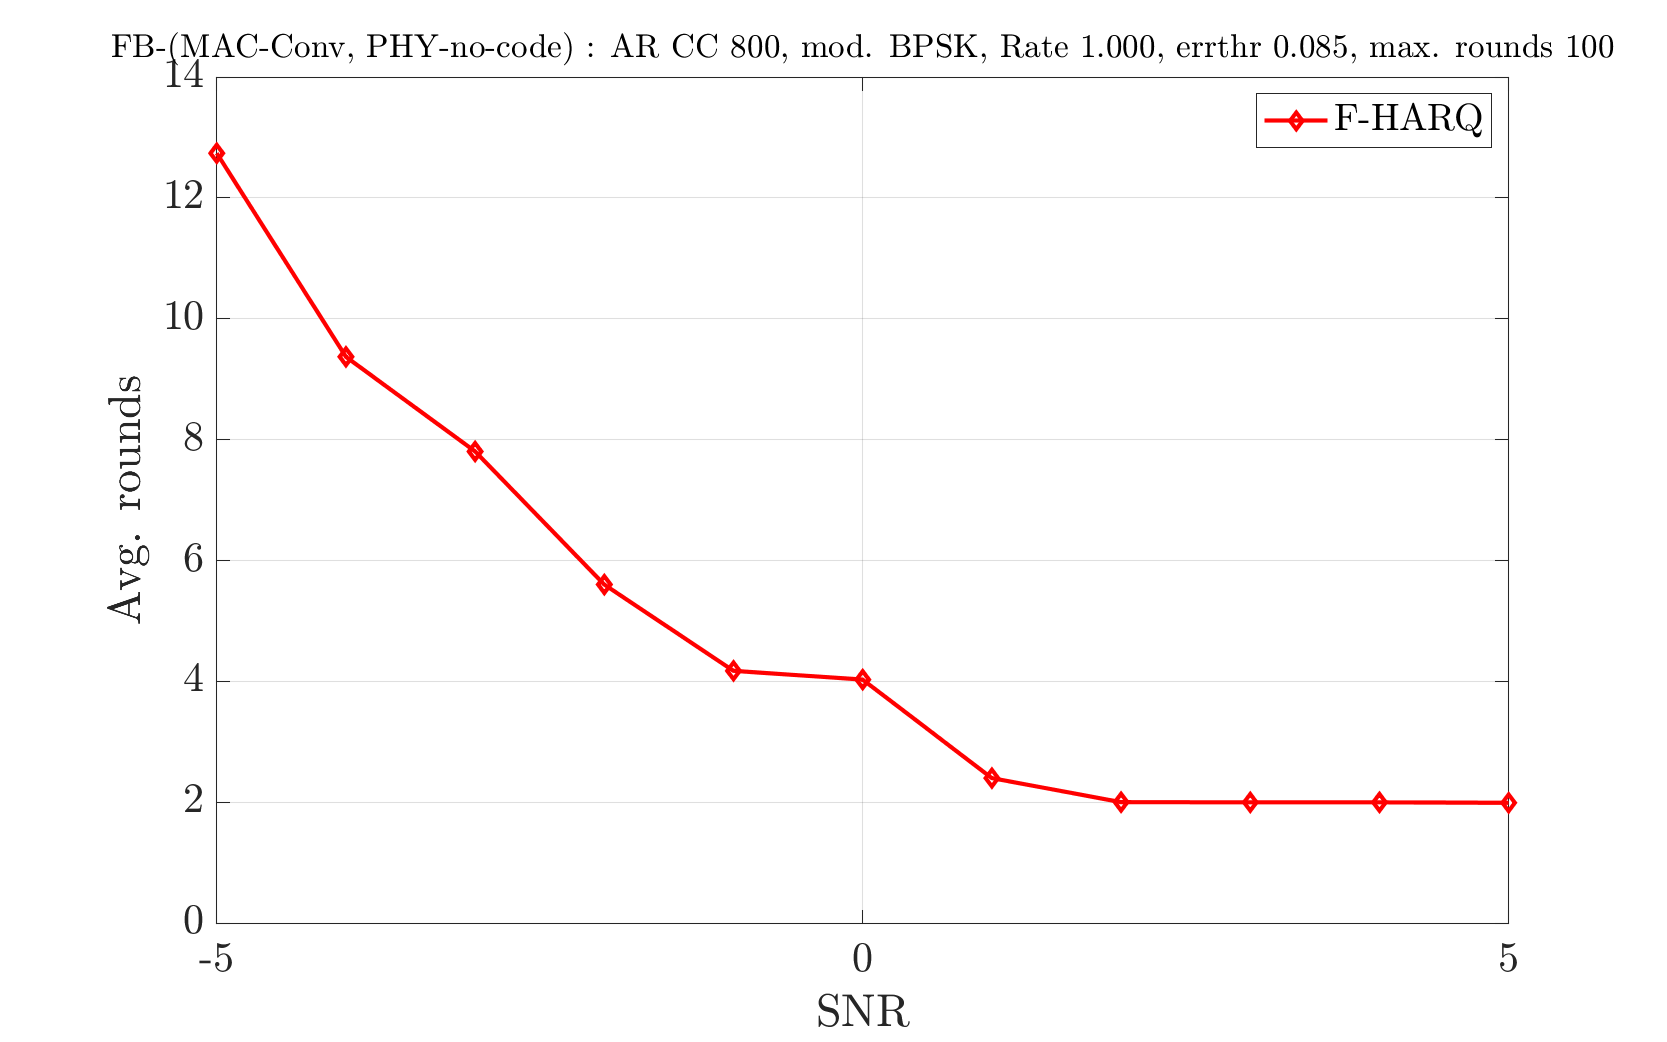 FB-(MAC-Conv, PHY-no-code) : AR CC 800, mod. BPSK, Rate 1.000, errthr 0.085, max. rounds 100
F-HARQ
14
12
10
8
6
4
2
0
Avg. rounds
-5 0 5
SNR